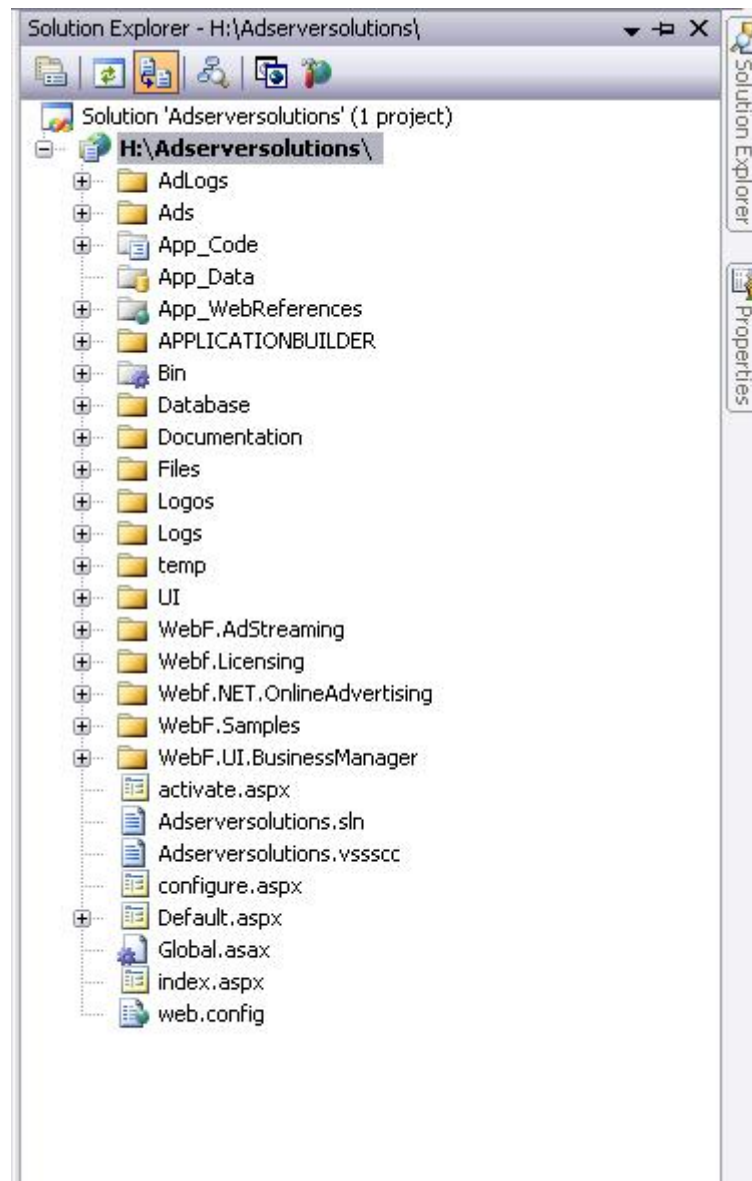 Solution Explorer - H:\Adserversolutions\
Solution 'Adserversolutions' (1 project)
H:\Adserversolutions\
AdLogs
Ads
App_Code
App_Data
App_WebReferences
APPLICATIONBUILDER
Bin
Database
Documentation
Files
Logos
Logs
temp
UI
WebF.AdStreaming
Webf.Licensing
Webf.NET.OnlineAdvertising
WebF.Samples
WebF.UI.BusinessManager
activate.aspx
Adserversolutions.sln
Adserversolutions.vssscc
configure.aspx
Default.aspx
Global.asax
index.aspx
web.config
Solution Explorer
Properties